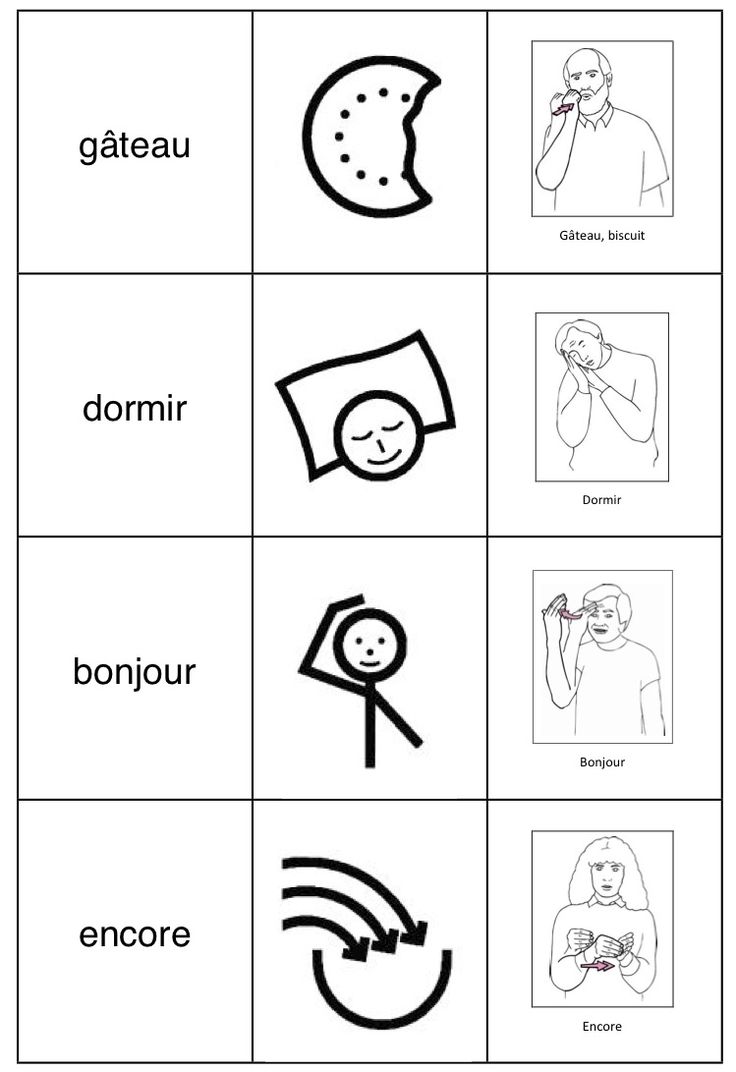 gâteau
Gâteau, biscuit
dormir
Dormir
bonjour
Bonjour
encore
Encore